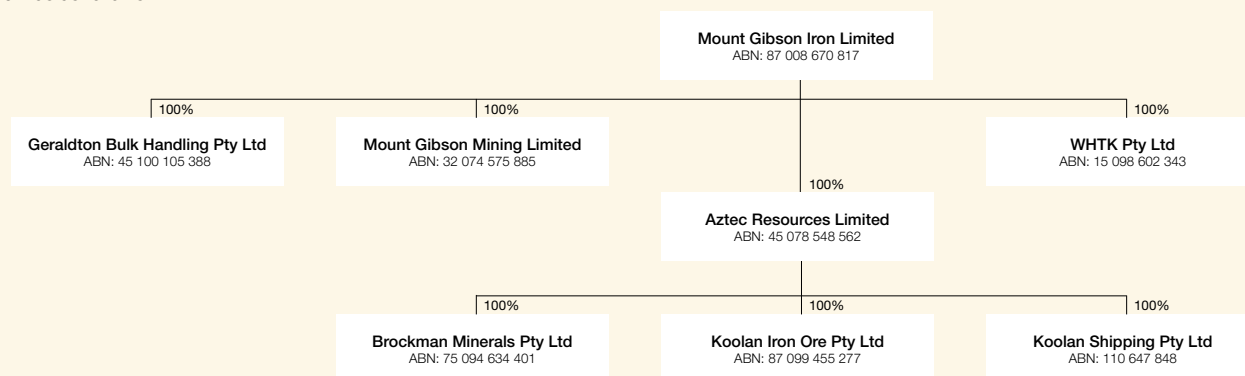 Mount Gibson Iron Limited
ABN: 87 008 670 817
100%
100%
100%
Geraldton Bulk Handling Pty Ltd
ABN: 45 100 105 388
Mount Gibson Mining Limited
ABN: 32 074 575 885
WHTK Pty Ltd
ABN: 15 098 602 343
100%
Aztec Resources Limited
ABN: 45 078 548 562
100%
100%
100%
Brockman Minerals Pty Ltd
ABN: 75 094 634 401
Koolan Iron Ore Pty Ltd
ABN: 87 099 455 277
Koolan Shipping Pty Ltd
ABN: 110 647 848